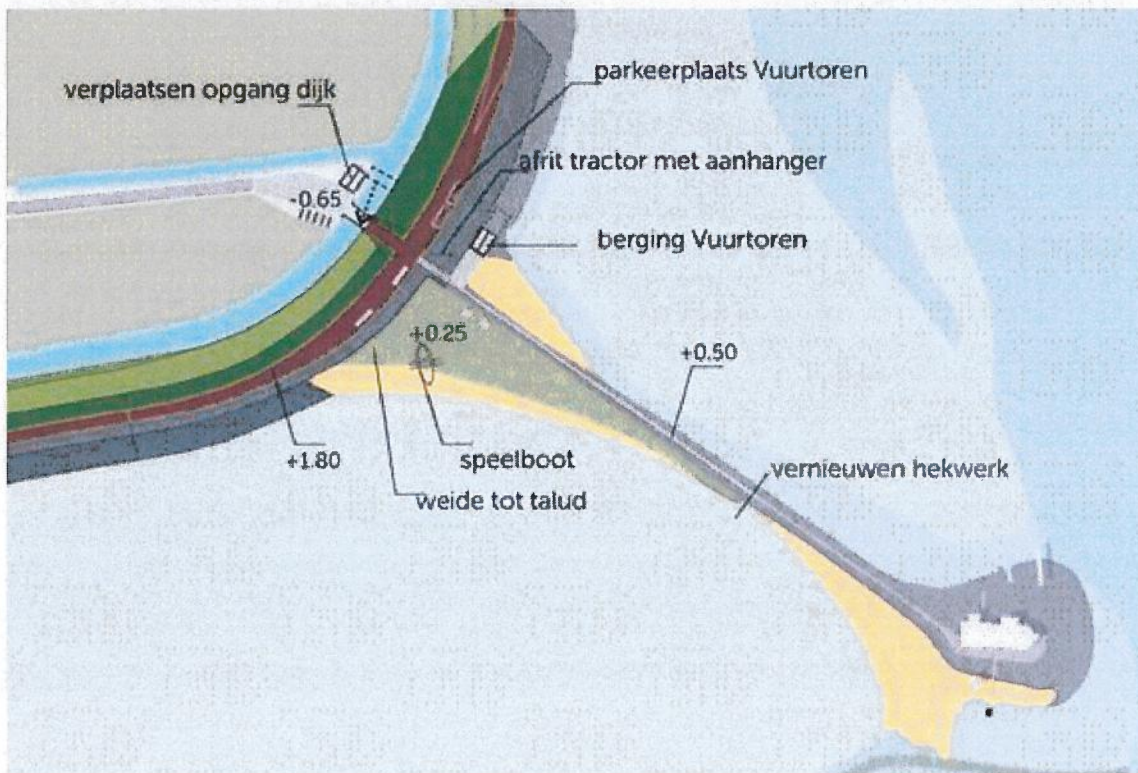 parkeerplaats Vuurtoren
verplaatsen opgang dijk
afrit tractor met aanhanger
-0.65
berging Vuurtoren
+0.25
+0.50
+1.80
speelboot
vernieuwen hekwerk
weide tot talud